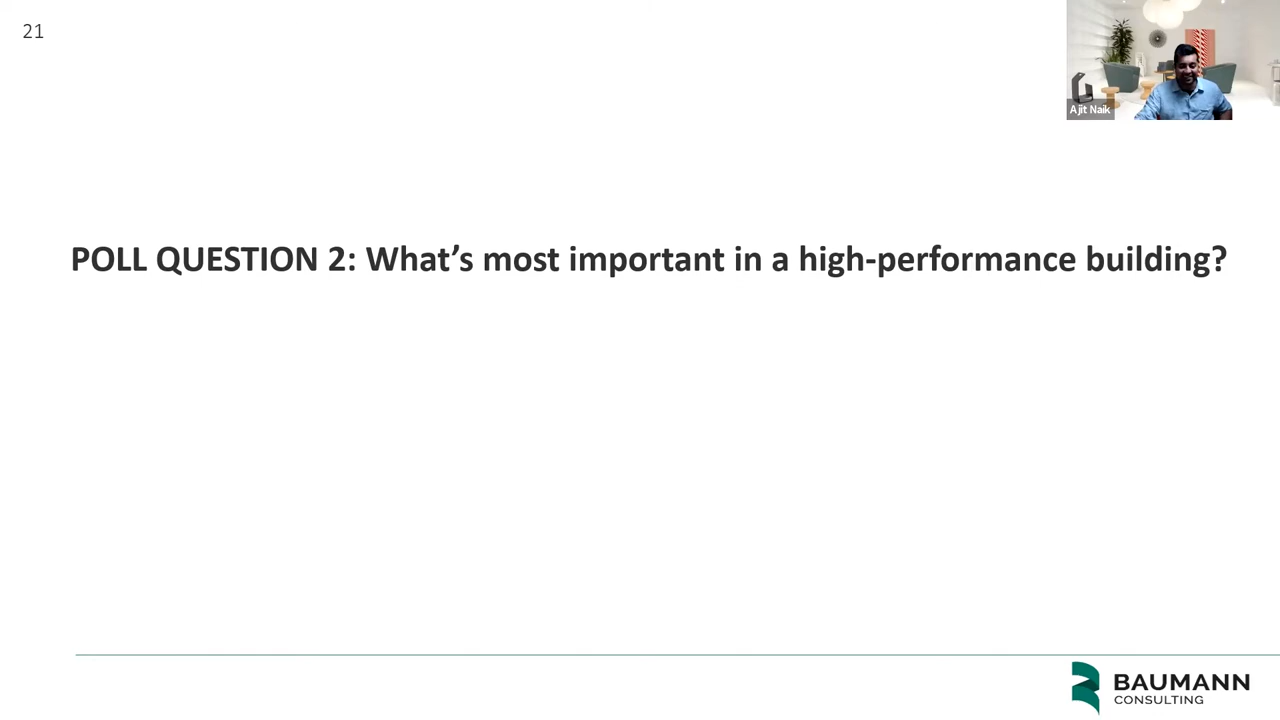 21
Ajit Naik
POLL QUESTION 2: What’s most important in a high-performance building?
BAUMANN
CONSULTING